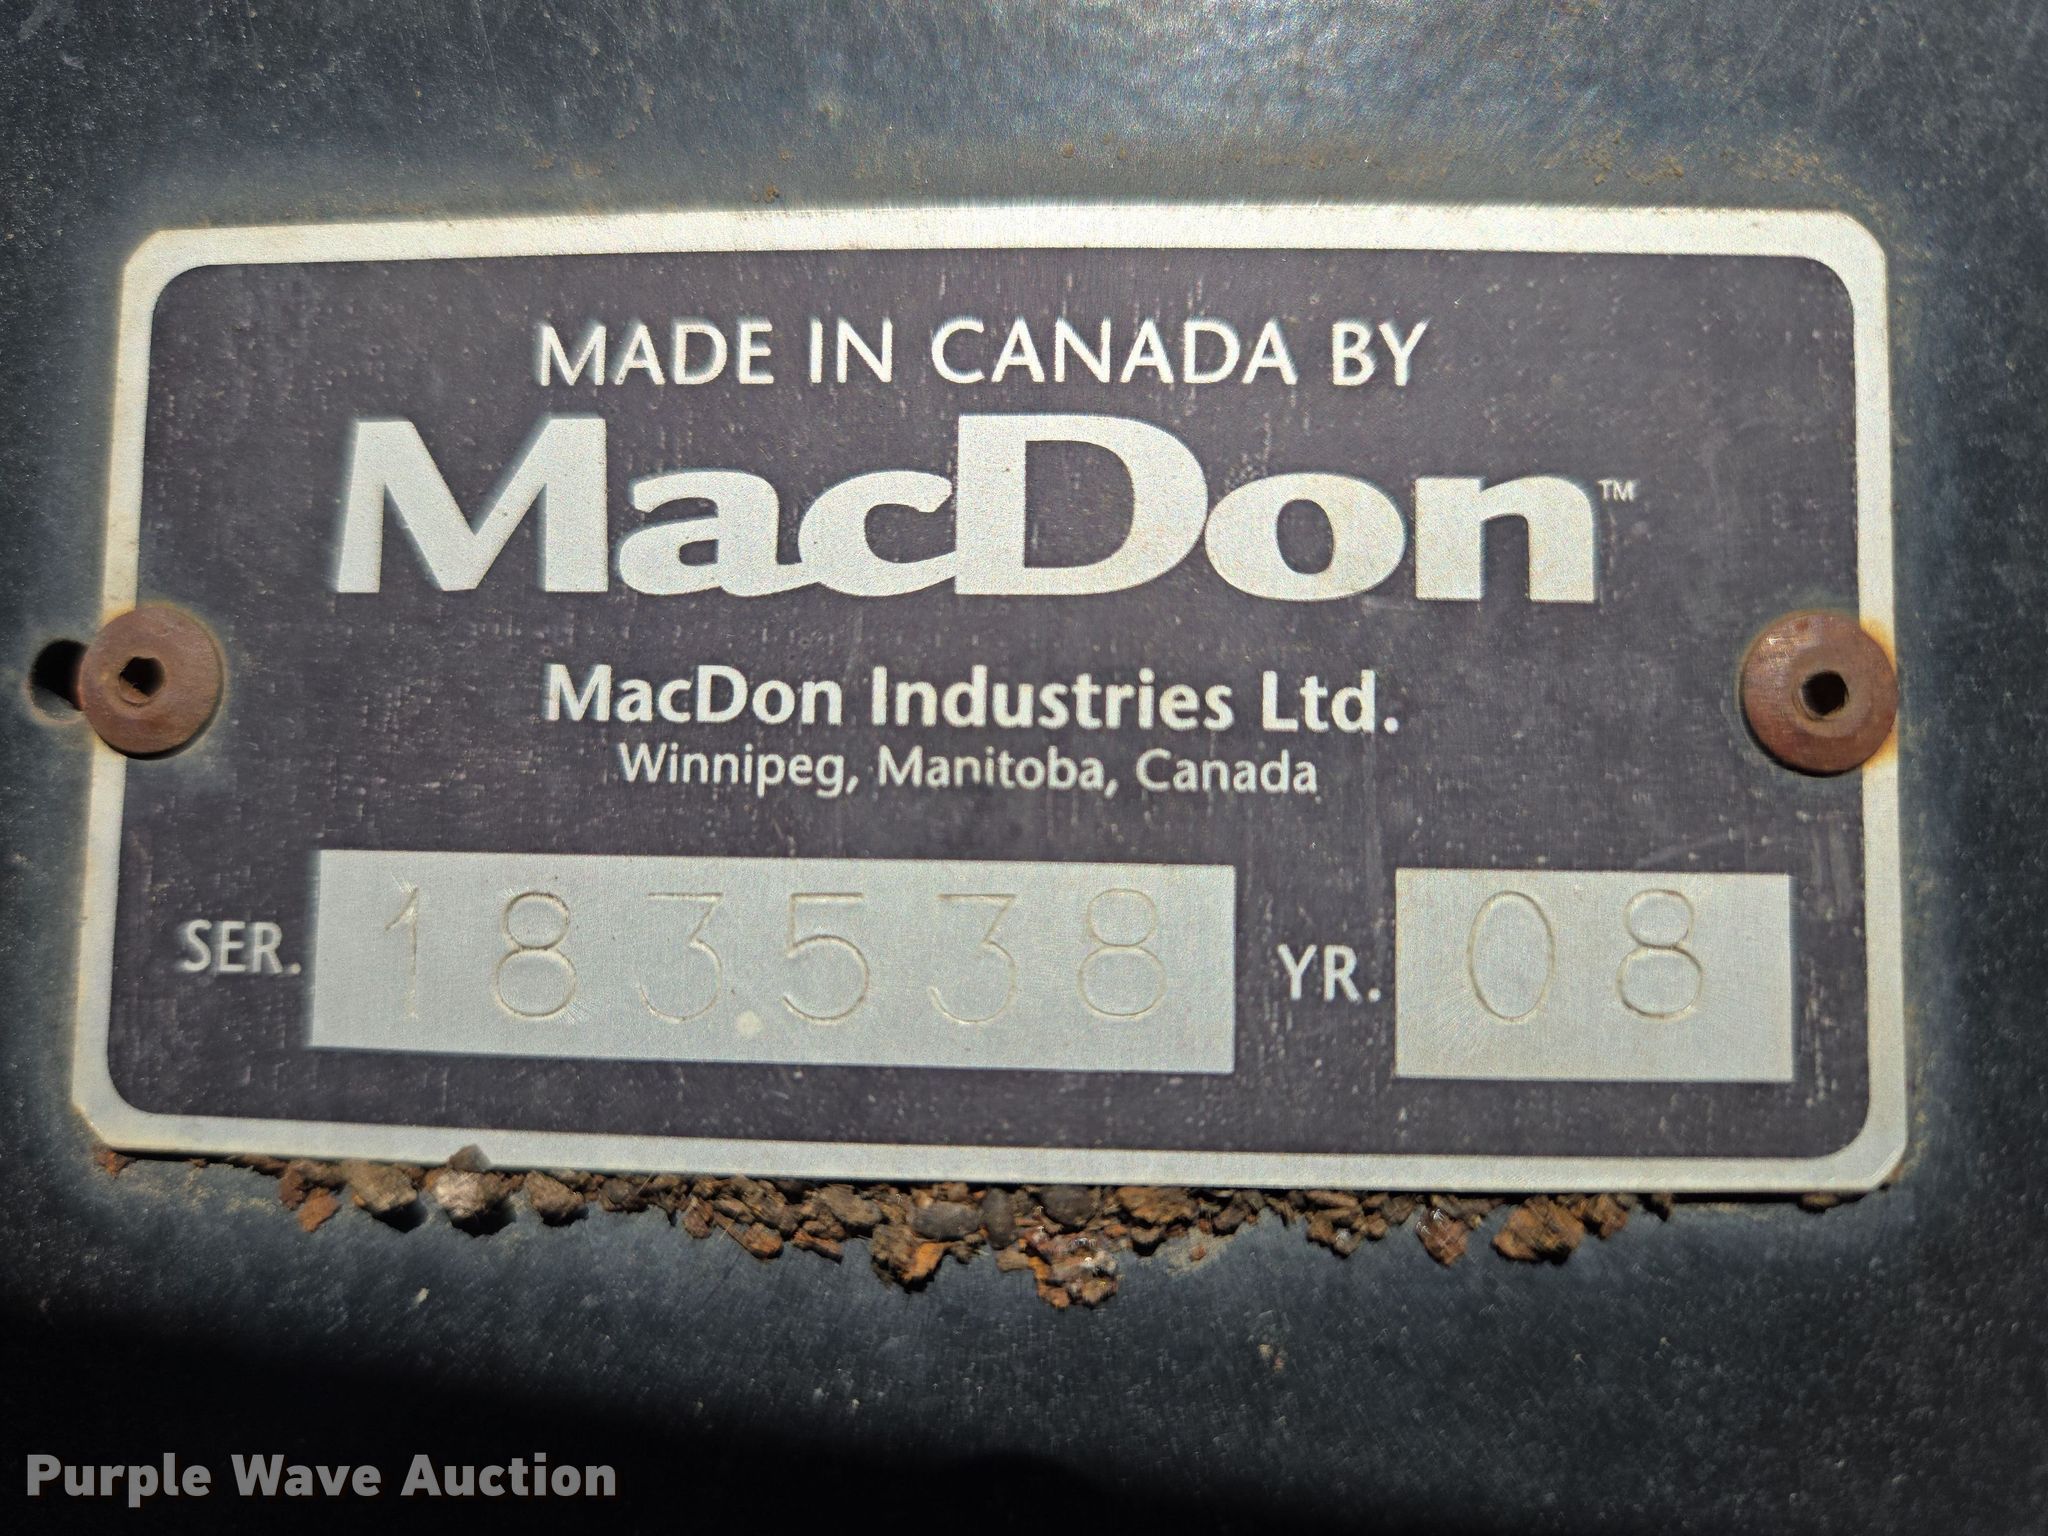 MADE IN CANADA BY
MacDon™
MacDon Industries Ltd.
Winnipeg, Manitoba, Canada
SER. 183538 YR. 08
Purple Wave Auction